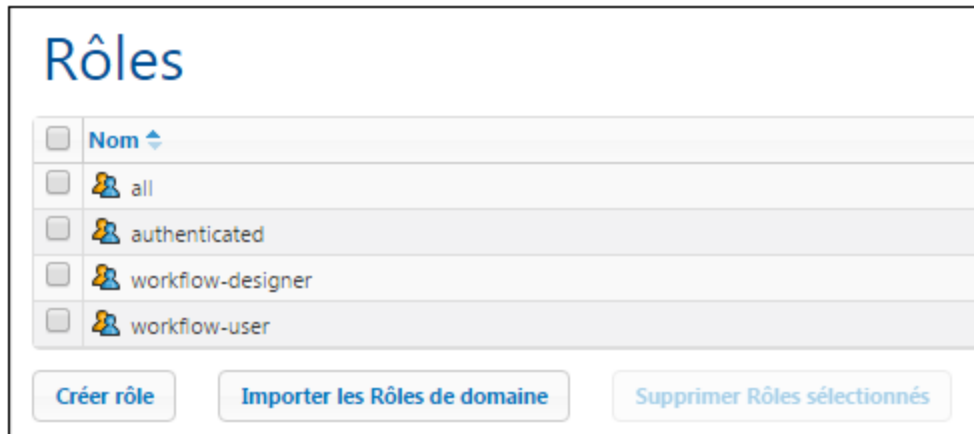 Rôles
Nom
all
authenticated
workflow-designer
workflow-user
Créer rôle Importer les Rôles de domaine Supprimer Rôles sélectionnés